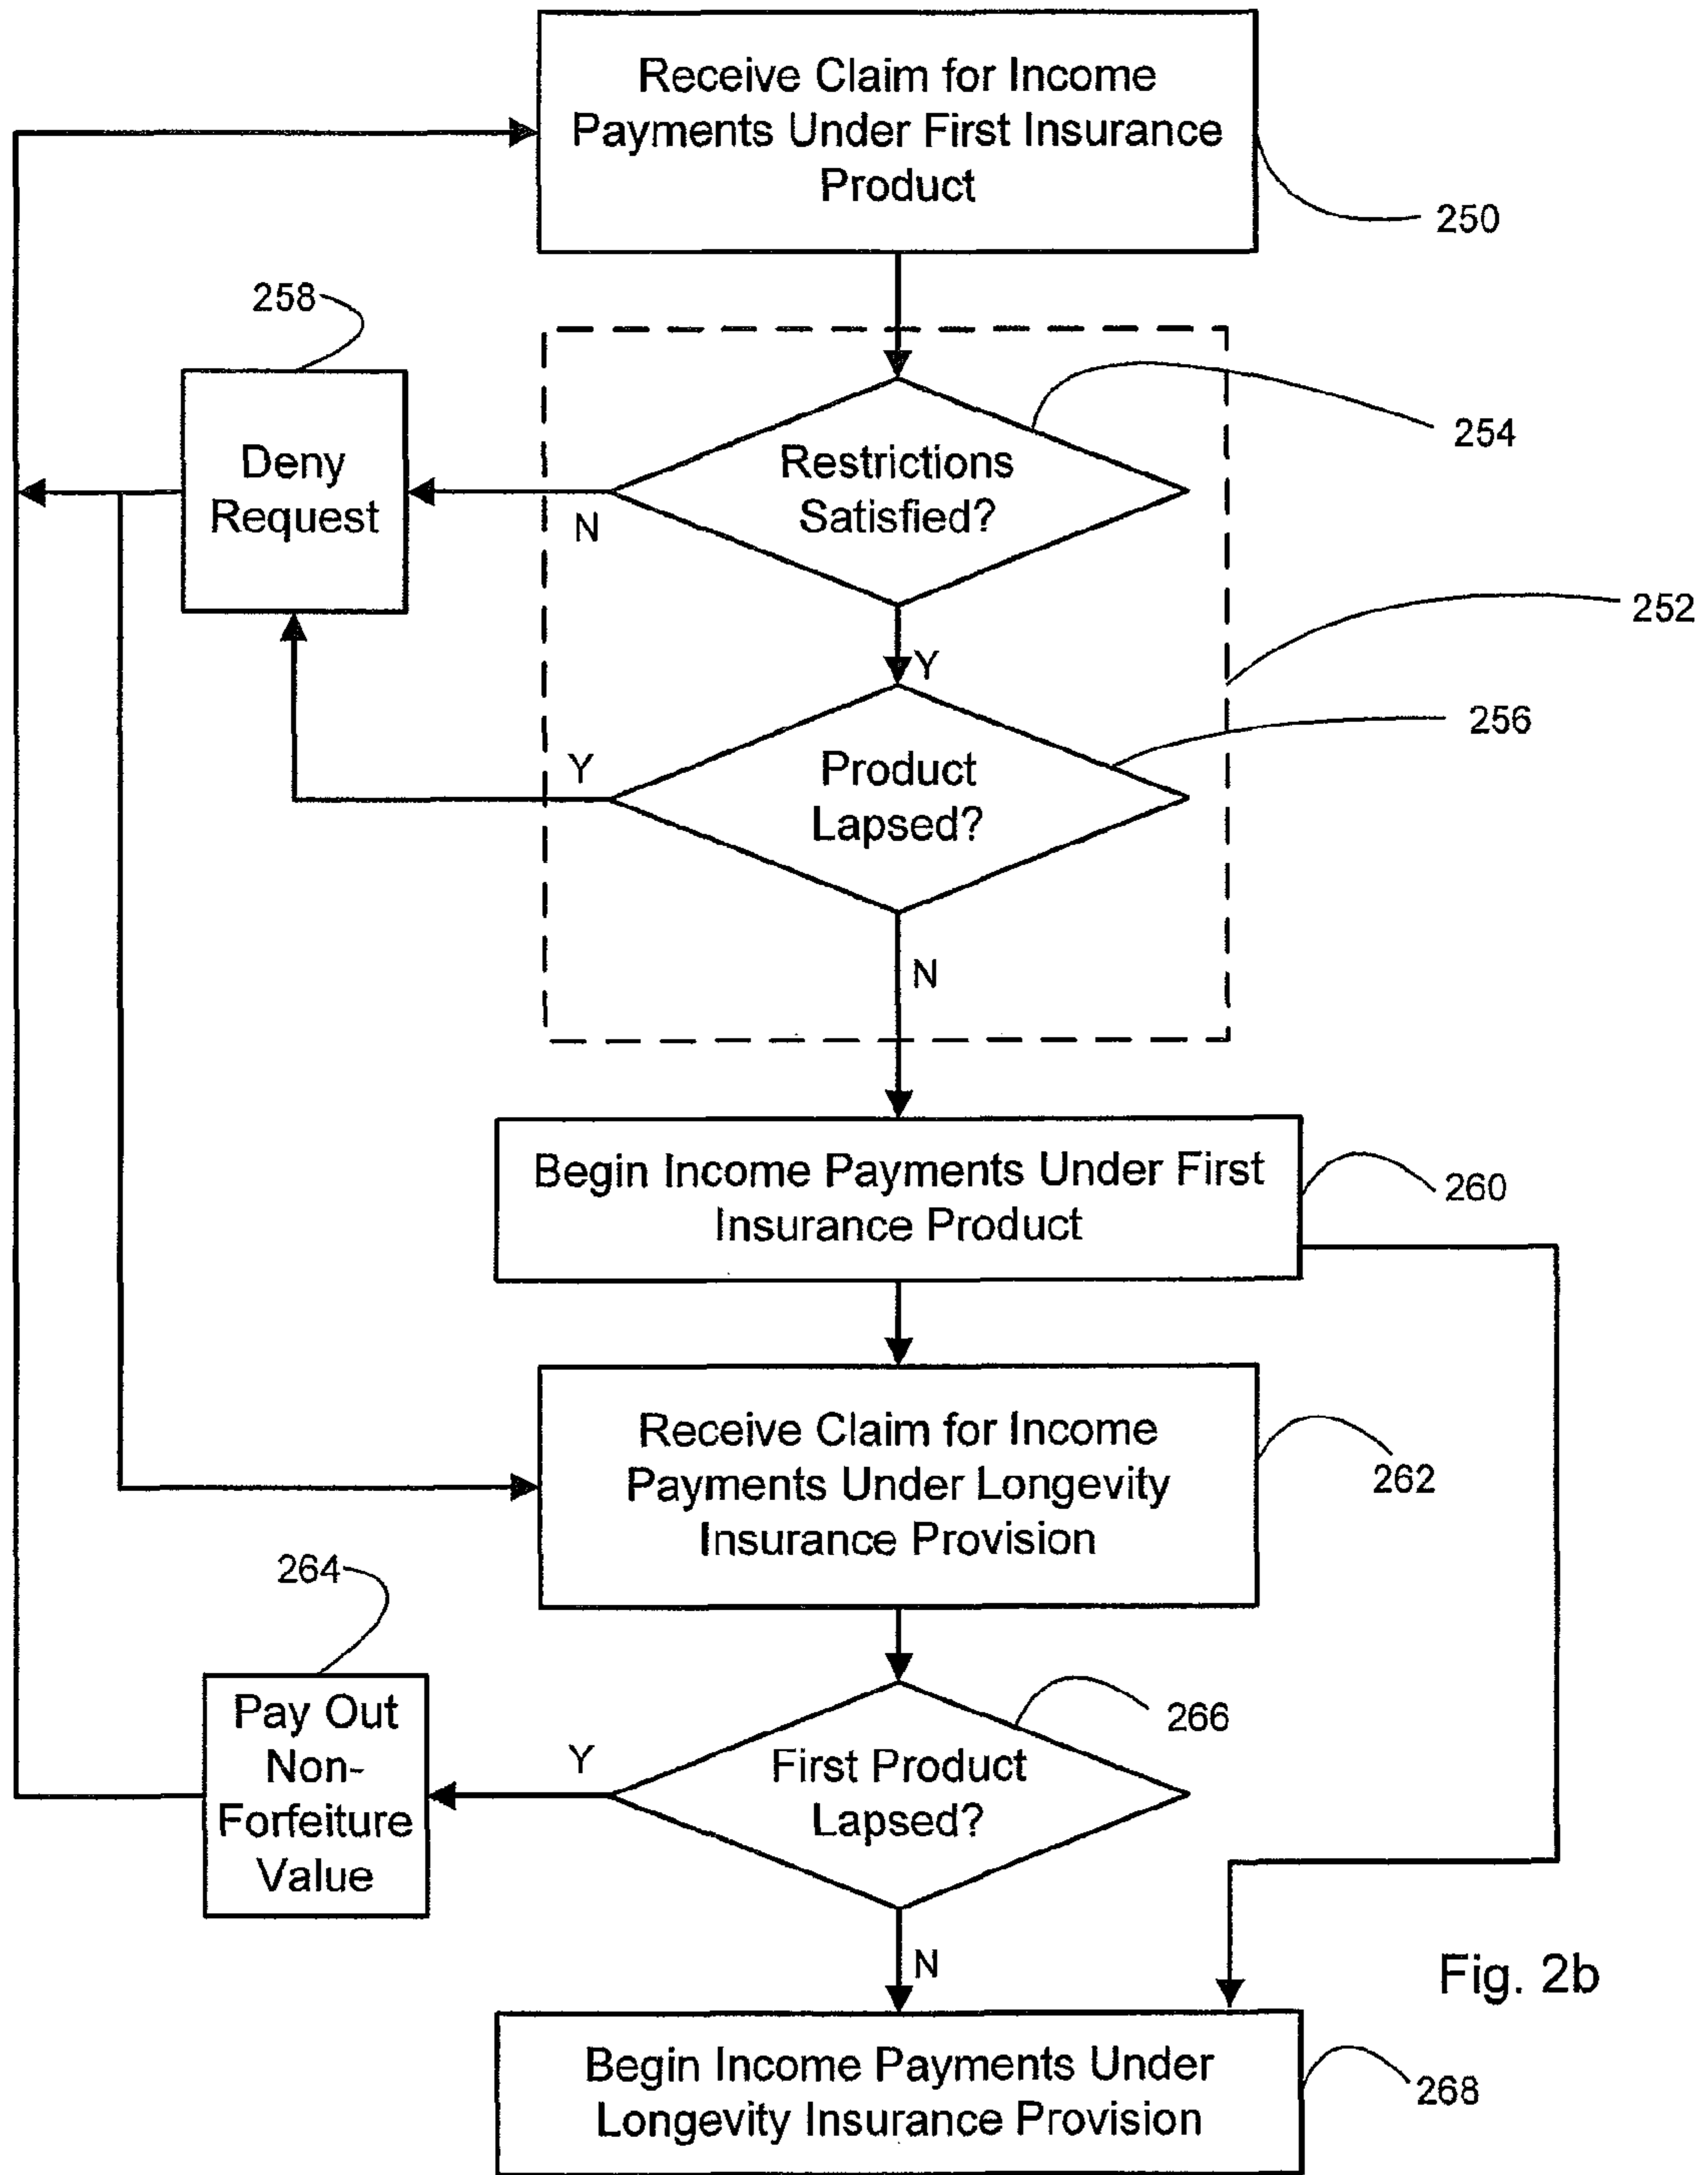 Receive Claim for Income
Payments Under First Insurance
Product
250
258
254
Deny
Request
Restrictions
Satisfied?
N
252
Y
256
Product
Lapsed?
Y
N
Begin Income Payments Under First
Insurance Product
260
Receive Claim for Income
Payments Under Longevity
Insurance Provision
262
264
Pay Out
Non-
Forfeiture
Value
266
Y
First Product
Lapsed?
N
Fig. 2b
Begin Income Payments Under
Longevity Insurance Provision
268